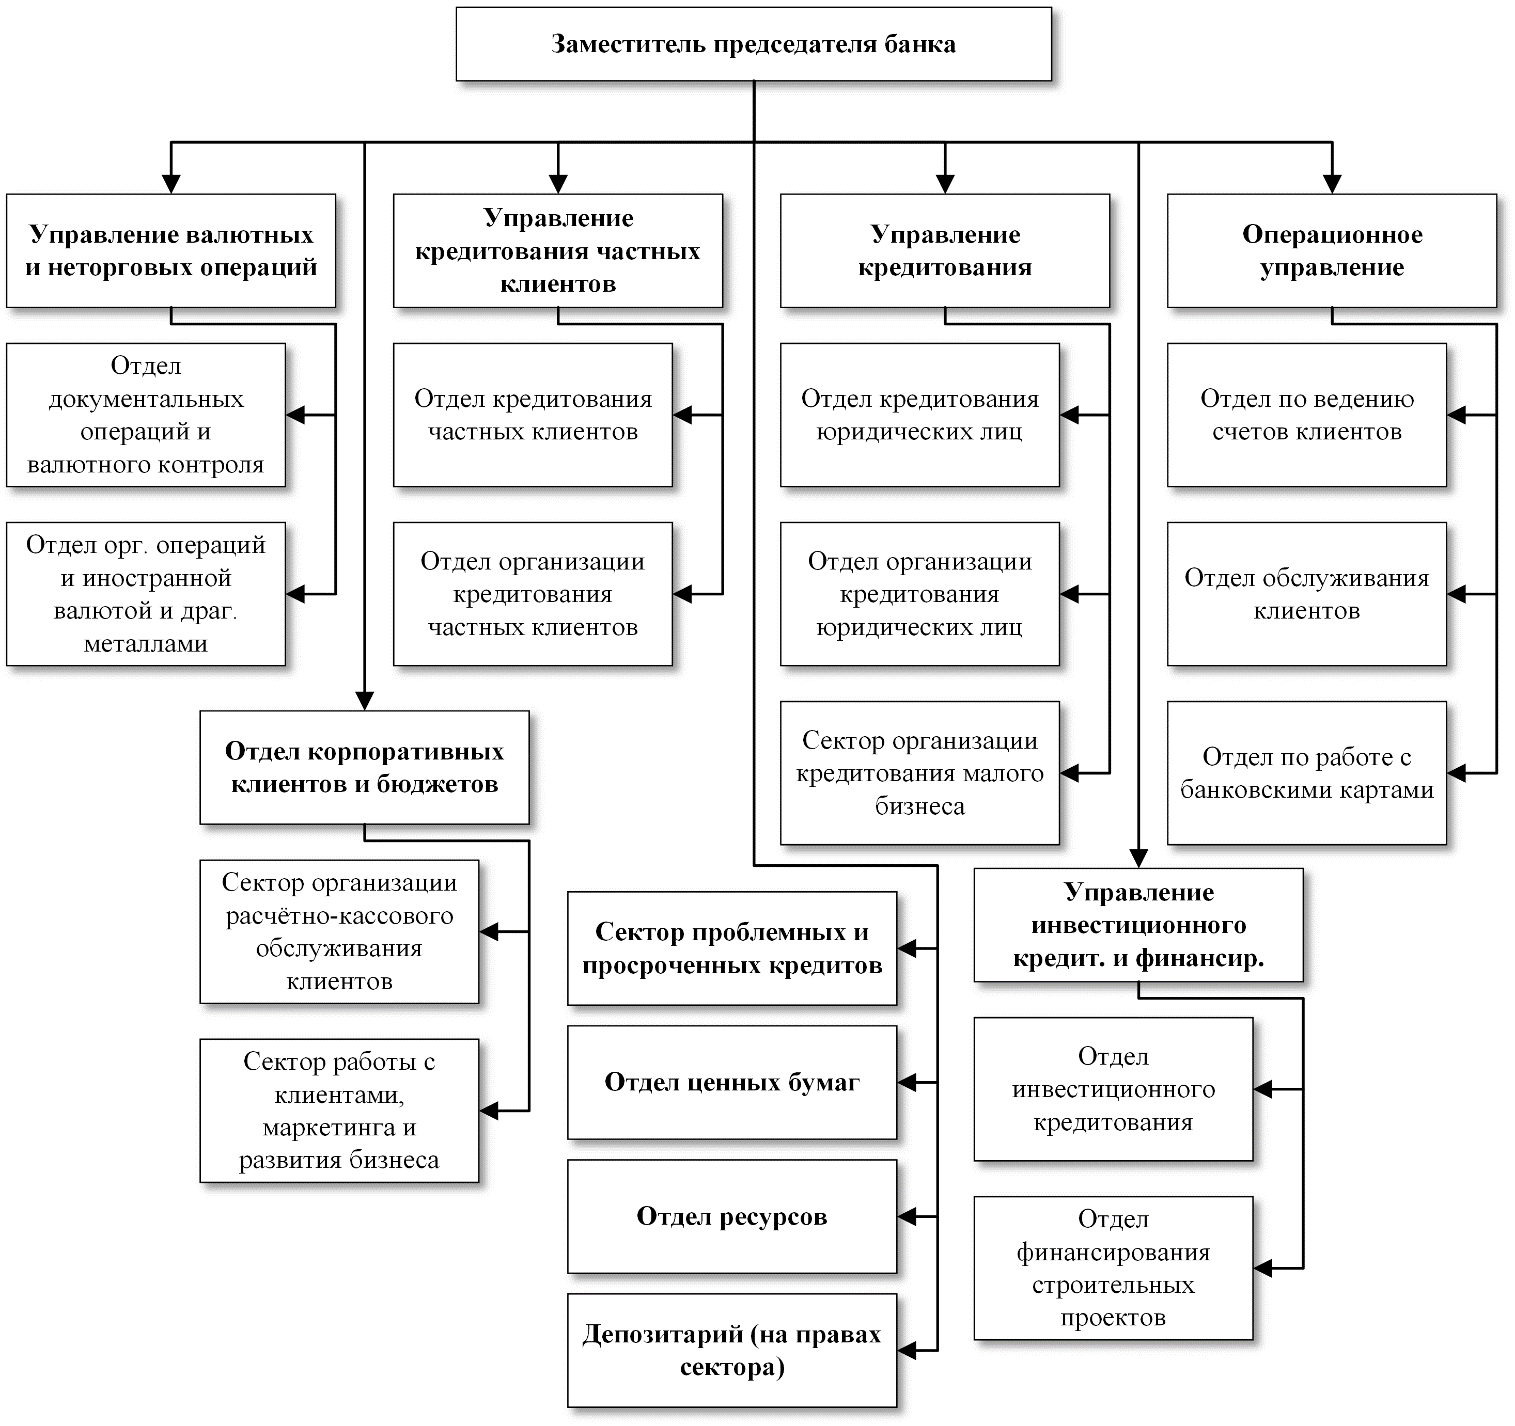 Заместитель председателя банка
Управление валютных
и неторговых операций
Управление
кредитования частных
клиентов
Управление
кредитования
Операционное
управление
Отдел
документальных
операций и
валютного контроля
Отдел кредитования
частных клиентов
Отдел кредитования
юридических лиц
Отдел по ведению
счетов клиентов
Отдел орг. операций
и иностранной
валютой и драг.
металлами
Отдел организации
кредитования
частных клиентов
Отдел организации
кредитования
юридических лиц
Отдел обслуживания
клиентов
Отдел корпоративных
клиентов и бюджетов
Сектор организации
кредитования малого
бизнеса
Отдел по работе с
банковскими картами
Сектор организации
расчётно-кассового
обслуживания
клиентов
Сектор проблемных и
просроченных кредитов
Управление
инвестиционного
кредит. и финансир.
Сектор работы с
клиентами,
маркетинга и
развития бизнеса
Отдел ценных бумаг
Отдел
инвестиционного
кредитования
Отдел ресурсов
Отдел
финансирования
строительных
проектов
Депозитарий (на правах
сектора)